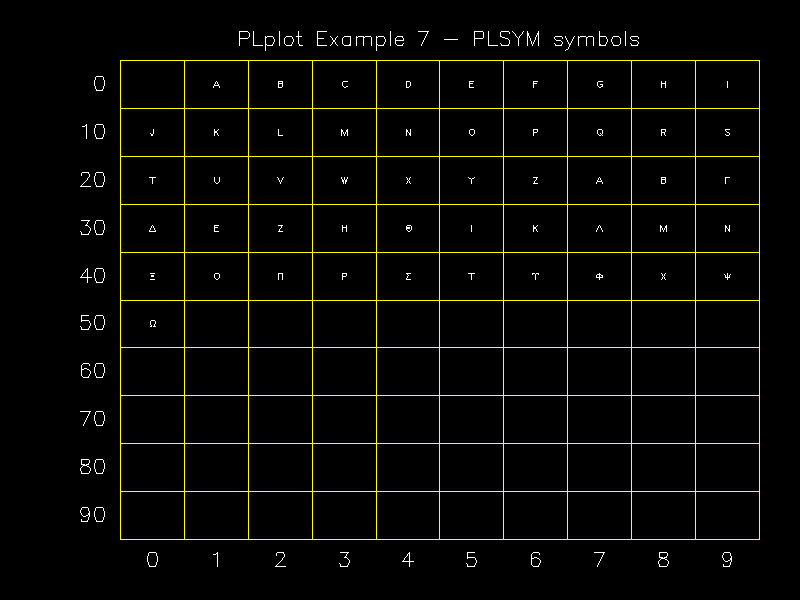 PLplot Example 7 – PLSYM symbols
0 A B C D E F G H I
10 J K L M N O P Q R S
20 T U V W X Y Z Α Β Γ
30 Δ Ε Ζ Η Θ Ι Κ Λ Μ Ν
40 Ξ Ο Π Ρ Σ Τ ϒ Φ Χ Ψ
50 Ω
60
70
80
90
0 1 2 3 4 5 6 7 8 9